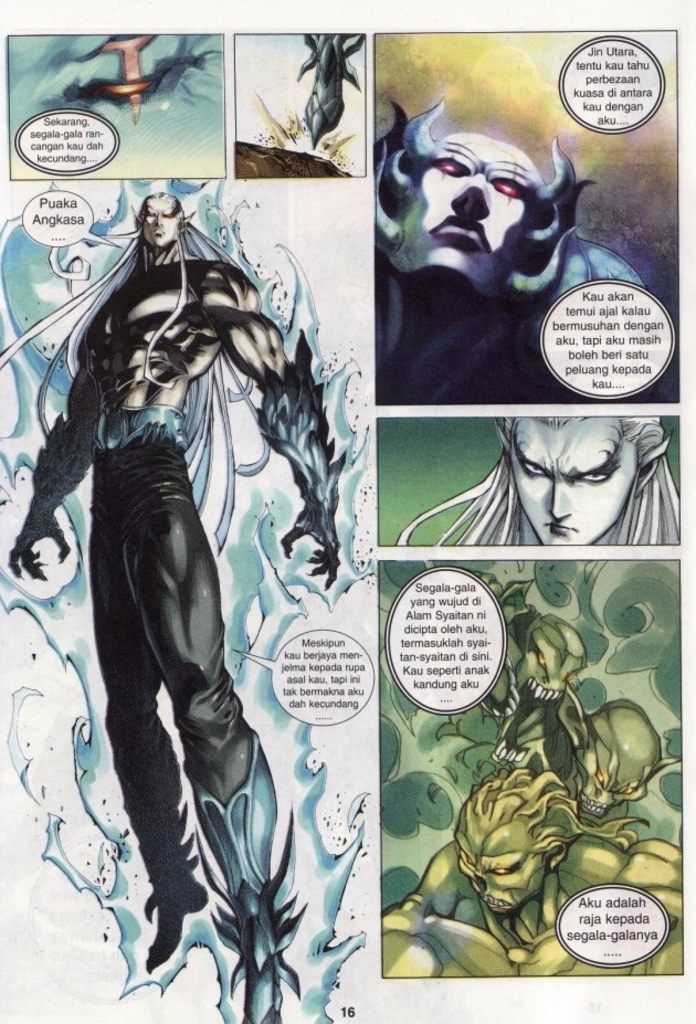 Sekarang,
segala-gala ran-
cangan kau dah
kecundang....
Puaka
Angkasa
....
Meskipun
kau berjaya men-
jelma kepada rupa
asal kau, tapi ini
tak bermakna aku
dah kecundang
......
Jin Utara,
tentu kau tahu
perbezaan
kuasa di antara
kau dengan
aku....
Kau akan
temui ajal kalau
bermusuhan dengan
aku, tapi aku masih
boleh beri satu
peluang kepada
kau....
Segala-gala
yang wujud di
Alam Syaitan ni
dicipta oleh aku,
termasuklah syai-
tan-syaitan di sini.
Kau seperti anak
kandung aku
....
Aku adalah
raja kepada
segala-galanya
.....
16